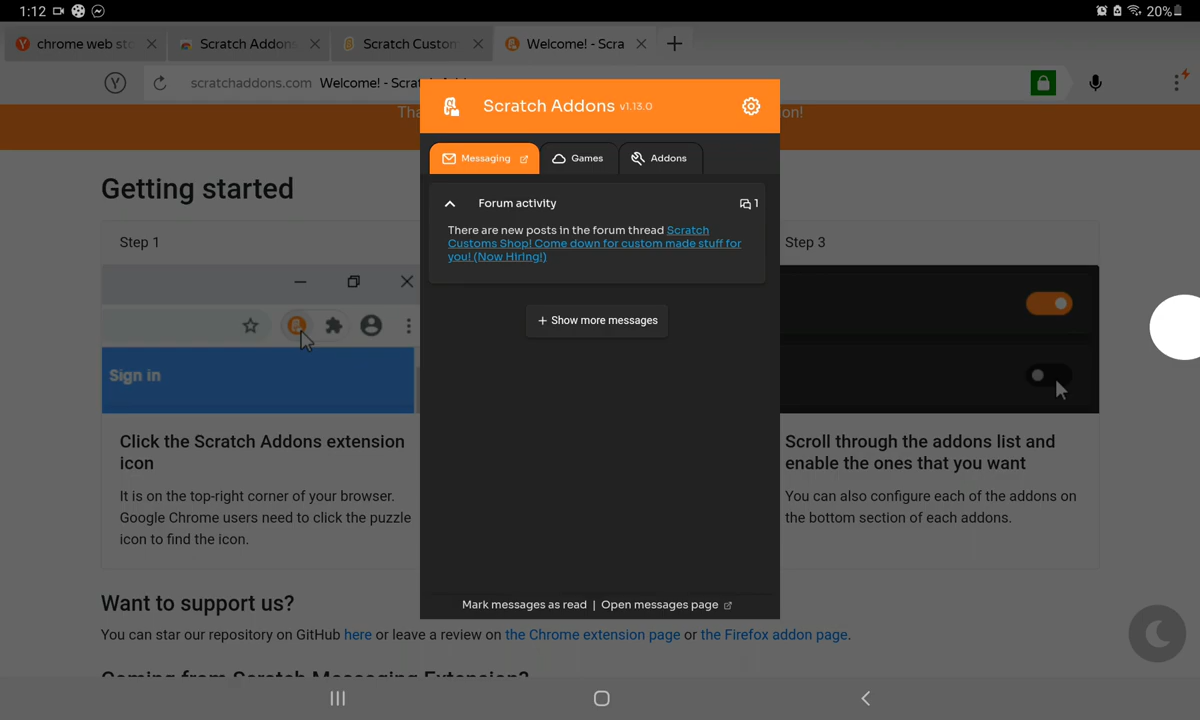 1:12
20%
chrome web sto
Scratch Addons
Scratch Custom
Welcome! - Scra
scratchaddons.com Welcome! - Scrat
Tha
on!
Scratch Addons v1.13.0
Messaging
Games
Addons
Getting started
Forum activity
1
There are new posts in the forum thread Scratch
Customs Shop! Come down for custom made stuff for
you! (Now Hiring!)
+ Show more messages
Step 1
Step 3
Sign in
Click the Scratch Addons extension
icon
It is on the top-right corner of your browser.
Google Chrome users need to click the puzzle
icon to find the icon.
Scroll through the addons list and
enable the ones that you want
You can also configure each of the addons on
the bottom section of each addons.
Mark messages as read | Open messages page
Want to support us?
You can star our repository on GitHub here or leave a review on the Chrome extension page or the Firefox addon page.
Coming from Scratch Messaging Extension?